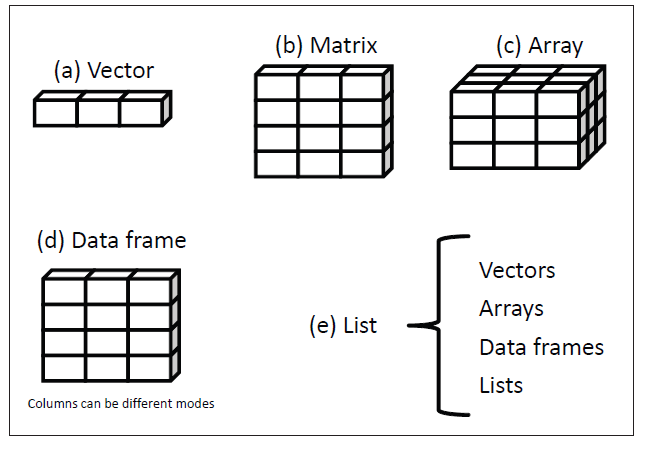 (a) Vector
(b) Matrix
(c) Array
(d) Data frame
Columns can be different modes
(e) List
Vectors
Arrays
Data frames
Lists